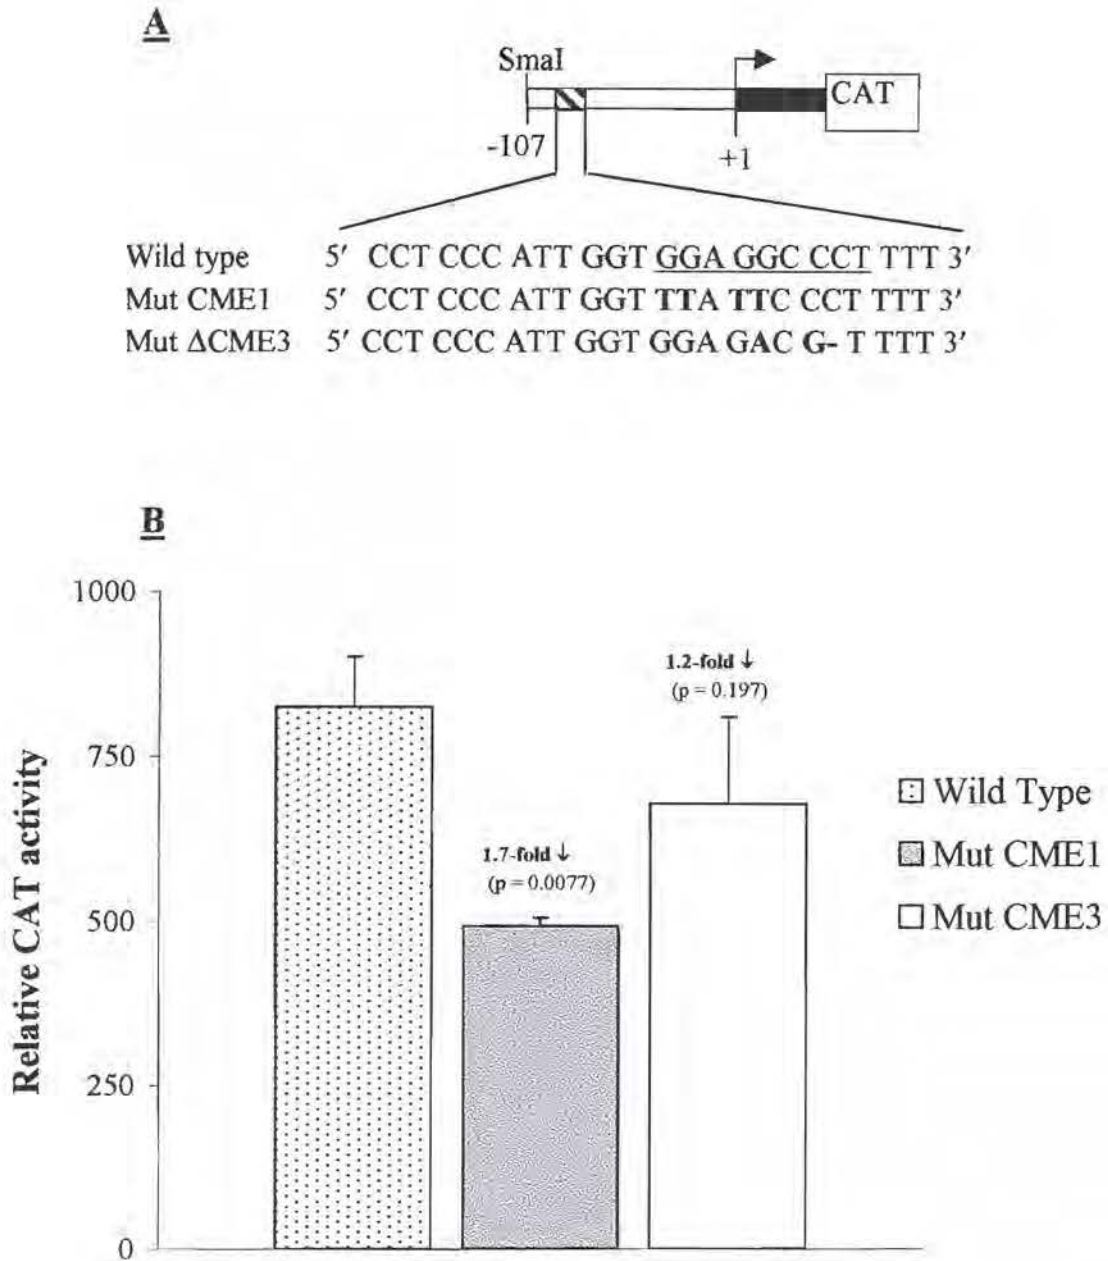 A
SmaI
CAT
-107
+1
Wild type 5′ CCT CCC ATT GGT GGA GGC CCT TTT 3′
Mut CME1 5′ CCT CCC ATT GGT TTA TTC CCT TTT 3′
Mut ΔCME3 5′ CCT CCC ATT GGT GGA GAC G- T TTT 3′
B
1000
750
500
250
0
Relative CAT activity
1.7-fold ↓
(p = 0.0077)
1.2-fold ↓
(p = 0.197)
Wild Type
Mut CME1
Mut CME3